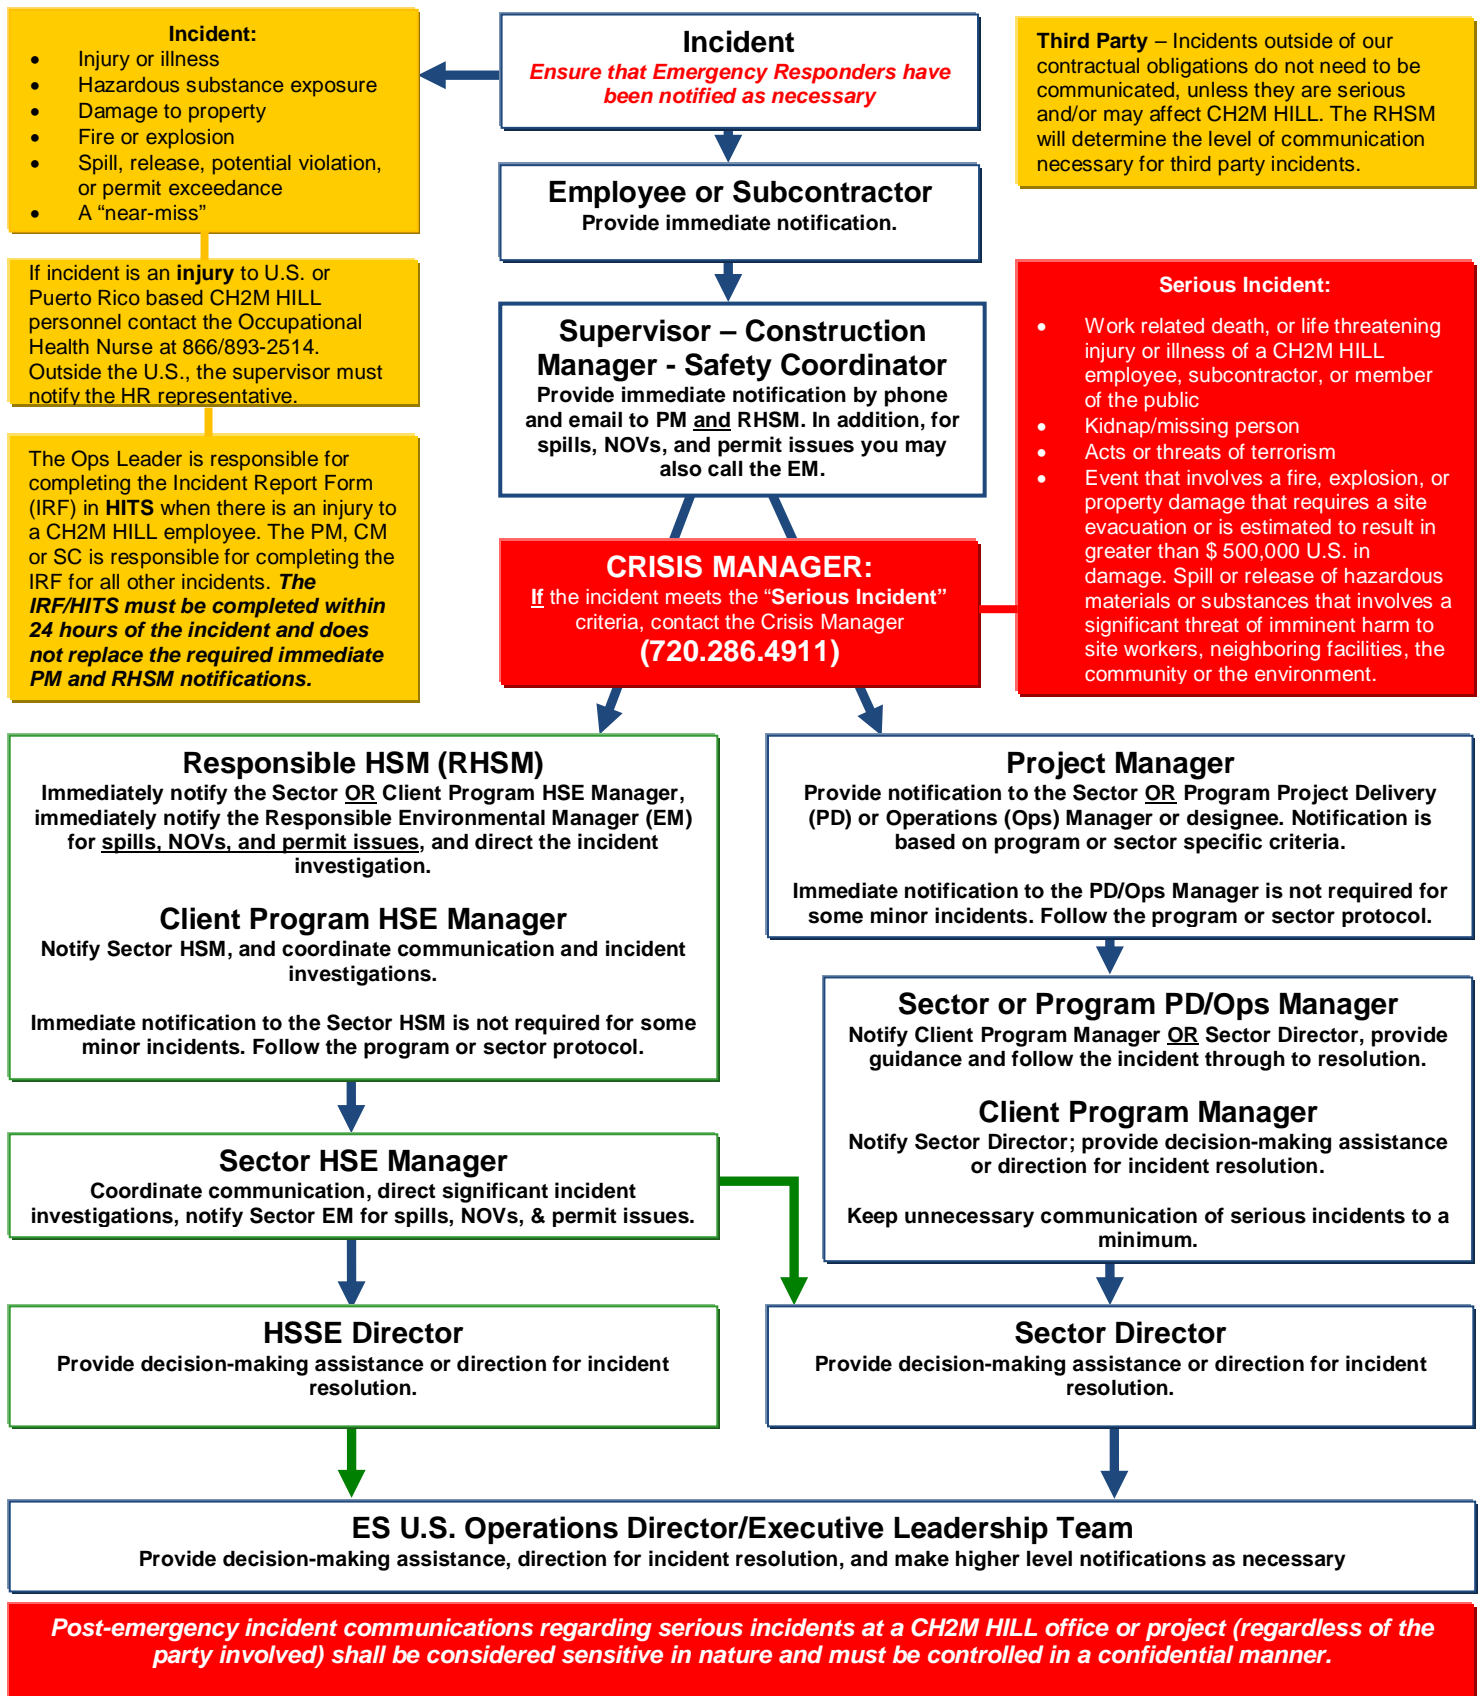 Incident:
• Injury or illness
• Hazardous substance exposure
• Damage to property
• Fire or explosion
• Spill, release, potential violation,
or permit exceedance
• A “near-miss”
Incident
Ensure that Emergency Responders have
been notified as necessary
Third Party – Incidents outside of our
contractual obligations do not need to be
communicated, unless they are serious
and/or may affect CH2M HILL. The RHSM
will determine the level of communication
necessary for third party incidents.
Employee or Subcontractor
Provide immediate notification.
If incident is an injury to U.S. or
Puerto Rico based CH2M HILL
personnel contact the Occupational
Health Nurse at 866/893-2514.
Outside the U.S., the supervisor must
notify the HR representative.
Supervisor – Construction
Manager - Safety Coordinator
Provide immediate notification by phone
and email to PM and RHSM. In addition, for
spills, NOVs, and permit issues you may
also call the EM.
Serious Incident:
• Work related death, or life threatening
injury or illness of a CH2M HILL
employee, subcontractor, or member
of the public
• Kidnap/missing person
• Acts or threats of terrorism
• Event that involves a fire, explosion, or
property damage that requires a site
evacuation or is estimated to result in
greater than $ 500,000 U.S. in
damage. Spill or release of hazardous
materials or substances that involves a
significant threat of imminent harm to
site workers, neighboring facilities, the
community or the environment.
The Ops Leader is responsible for
completing the Incident Report Form
(IRF) in HITS when there is an injury to
a CH2M HILL employee. The PM, CM
or SC is responsible for completing the
IRF for all other incidents. The
IRF/HITS must be completed within
24 hours of the incident and does
not replace the required immediate
PM and RHSM notifications.
CRISIS MANAGER:
If the incident meets the “Serious Incident”
criteria, contact the Crisis Manager
(720.286.4911)
Responsible HSM (RHSM)
Immediately notify the Sector OR Client Program HSE Manager,
immediately notify the Responsible Environmental Manager (EM)
for spills, NOVs, and permit issues, and direct the incident
investigation.
Client Program HSE Manager
Notify Sector HSM, and coordinate communication and incident
investigations.
Immediate notification to the Sector HSM is not required for some
minor incidents. Follow the program or sector protocol.
Project Manager
Provide notification to the Sector OR Program Project Delivery
(PD) or Operations (Ops) Manager or designee. Notification is
based on program or sector specific criteria.
Immediate notification to the PD/Ops Manager is not required for
some minor incidents. Follow the program or sector protocol.
Sector or Program PD/Ops Manager
Notify Client Program Manager OR Sector Director, provide
guidance and follow the incident through to resolution.
Client Program Manager
Notify Sector Director; provide decision-making assistance
or direction for incident resolution.
Keep unnecessary communication of serious incidents to a
minimum.
Sector HSE Manager
Coordinate communication, direct significant incident
investigations, notify Sector EM for spills, NOVs, & permit issues.
HSSE Director
Provide decision-making assistance or direction for incident
resolution.
Sector Director
Provide decision-making assistance or direction for incident
resolution.
ES U.S. Operations Director/Executive Leadership Team
Provide decision-making assistance, direction for incident resolution, and make higher level notifications as necessary
Post-emergency incident communications regarding serious incidents at a CH2M HILL office or project (regardless of the
party involved) shall be considered sensitive in nature and must be controlled in a confidential manner.